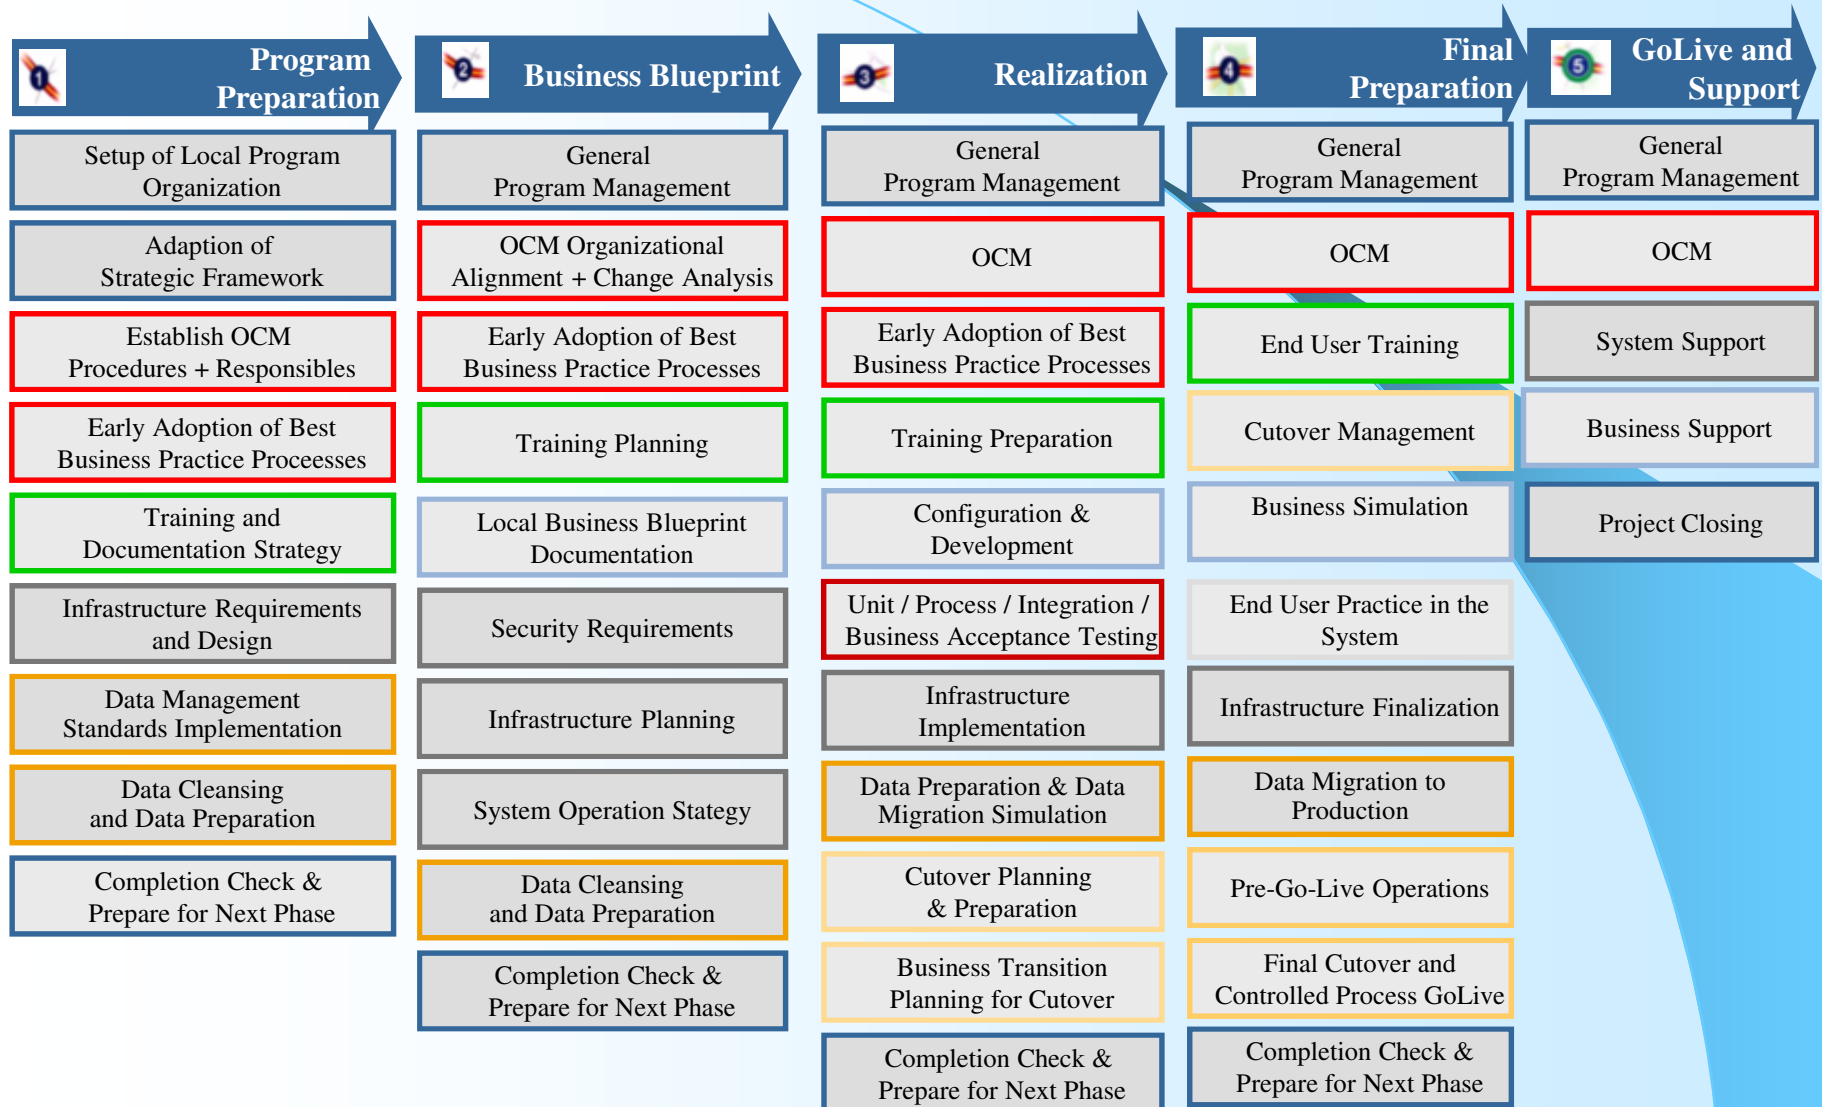 1
Program
Preparation
Setup of Local Program
Organization
Adaption of
Strategic Framework
Establish OCM
Procedures + Responsibles
Early Adoption of Best
Business Practice Proceesses
Training and
Documentation Strategy
Infrastructure Requirements
and Design
Data Management
Standards Implementation
Data Cleansing
and Data Preparation
Completion Check &
Prepare for Next Phase
2
Business Blueprint
General
Program Management
OCM Organizational
Alignment + Change Analysis
Early Adoption of Best
Business Practice Processes
Training Planning
Local Business Blueprint
Documentation
Security Requirements
Infrastructure Planning
System Operation Stategy
Data Cleansing
and Data Preparation
Completion Check &
Prepare for Next Phase
3
Realization
General
Program Management
OCM
Early Adoption of Best
Business Practice Processes
Training Preparation
Configuration &
Development
Unit / Process / Integration /
Business Acceptance Testing
Infrastructure
Implementation
Data Preparation & Data
Migration Simulation
Cutover Planning
& Preparation
Business Transition
Planning for Cutover
Completion Check &
Prepare for Next Phase
4
Final
Preparation
General
Program Management
OCM
End User Training
Cutover Management
Business Simulation
End User Practice in the
System
Infrastructure Finalization
Data Migration to
Production
Pre-Go-Live Operations
Final Cutover and
Controlled Process GoLive
Completion Check &
Prepare for Next Phase
5
GoLive and
Support
General
Program Management
OCM
System Support
Business Support
Project Closing